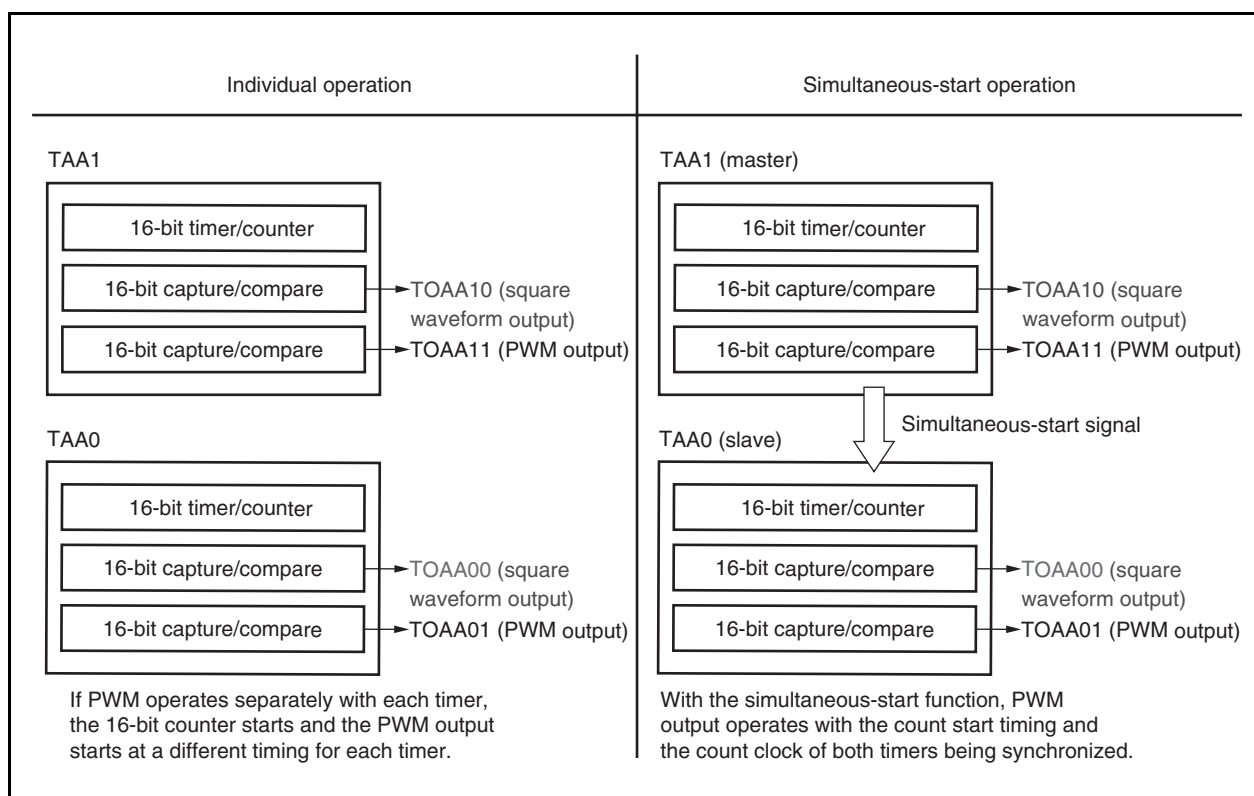 Individual operation
Simultaneous-start operation
TAA1
16-bit timer/counter
16-bit capture/compare
TOAA10 (square
waveform output)
16-bit capture/compare
TOAA11 (PWM output)
TAA0
16-bit timer/counter
16-bit capture/compare
TOAA00 (square
waveform output)
16-bit capture/compare
TOAA01 (PWM output)
If PWM operates separately with each timer,
the 16-bit counter starts and the PWM output
starts at a different timing for each timer.
TAA1 (master)
16-bit timer/counter
16-bit capture/compare
TOAA10 (square
waveform output)
16-bit capture/compare
TOAA11 (PWM output)
Simultaneous-start signal
TAA0 (slave)
16-bit timer/counter
16-bit capture/compare
TOAA00 (square
waveform output)
16-bit capture/compare
TOAA01 (PWM output)
With the simultaneous-start function, PWM
output operates with the count start timing and
the count clock of both timers being synchronized.